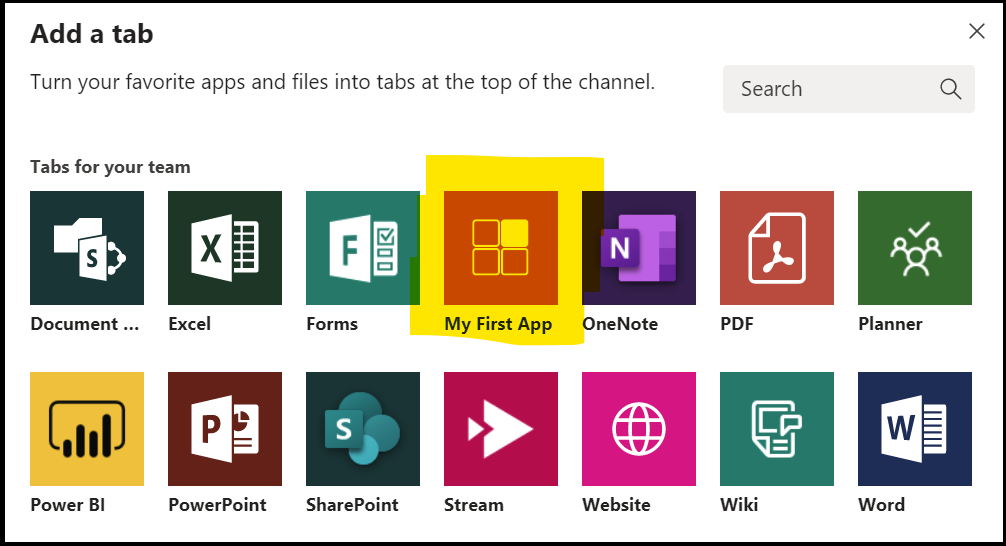 Add a tab
Turn your favorite apps and files into tabs at the top of the channel.
Search
Tabs for your team
S X F N
Document ... Excel Forms My First App OneNote PDF Planner
P S W
Power BI PowerPoint SharePoint Stream Website Wiki Word